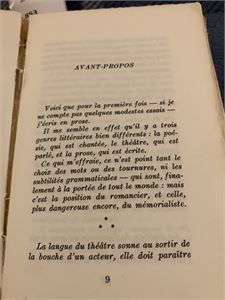 863
AVANT-PROPOS
Voici que pour la première fois — si je
ne compte pas quelques modestes essais —
j'écris en prose.
Il me semble en effet qu'il y a trois
genres littéraires bien différents : la poé-
sie, qui est chantée, le théâtre, qui est
parlé, et la prose, qui est écrite.
Ce qui m'effraie, ce n'est point tant le
choix des mots ou des tournures, ni les
subtilités grammaticales — qui sont, final-
lement, à la portée de tout le monde : mais
c'est la position du romancier, et celle,
plus dangereuse encore, du mémorialiste.
* * *
La langue du théâtre sonne au sortir de
la bouche d'un acteur, elle doit paraître
9